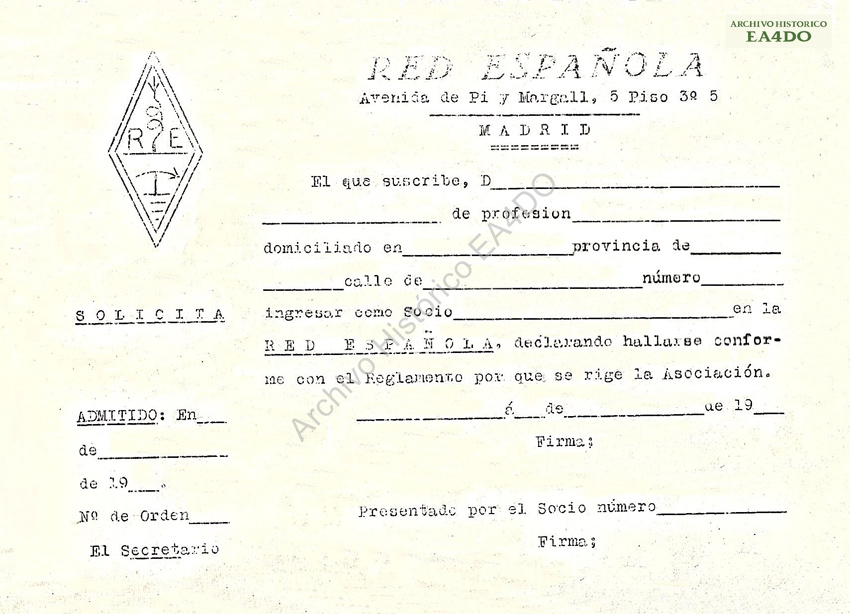 ARCHIVO HISTORICO
EA4DO
RED ESPAÑOLA
Avenida de Pi y Margall, 5 Piso 3º 5
MADRID
R E
El que suscribe, D
de profesion
domiciliado en provincia de
calle de número
SOLICITA
ingresar como Socio en la
RED ESPAÑOLA, declarando hallarse confor-
me con el Reglamento por que se rige la Asociación.
á de de 19
Firma;
ADMITIDO: En
de
de 19 .
Nº de Orden
El Secretario
Presentado por el Socio número
Firma;
Archivo Histórico EA4DO